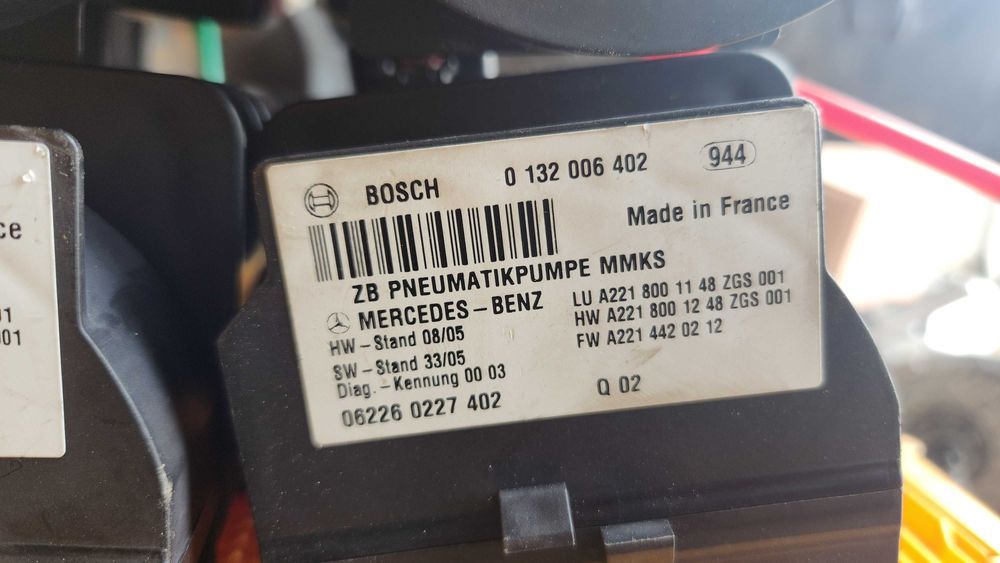 BOSCH 0 132 006 402 944
Made in France
ZB PNEUMATIKPUMPE MMKS
MERCEDES-BENZ
LU A221 800 11 48 ZGS 001
HW A221 800 12 48 ZGS 001
FW A221 442 02 12
HW-Stand 08/05
SW-Stand 33/05
Diag.-Kennung 00 03
06226 0227 402
Q 02
ce
01